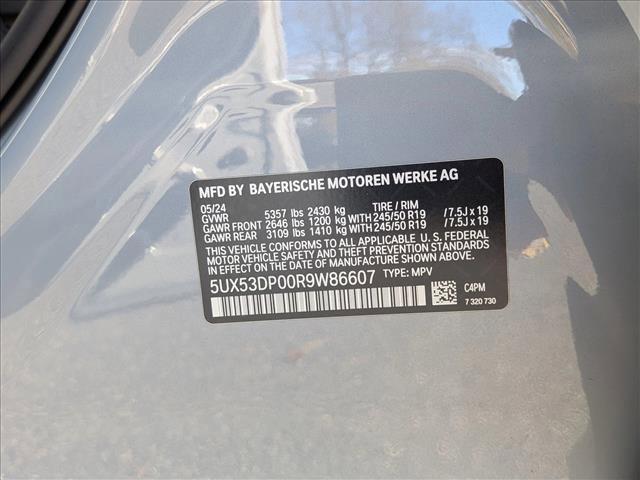 MFD BY BAYERISCHE MOTOREN WERKE AG
05/24 TIRE / RIM
GVWR 5357 lbs 2430 kg
GAWR FRONT 2646 lbs 1200 kg WITH 245/50 R19 /7.5J x 19
GAWR REAR 3109 lbs 1410 kg WITH 245/50 R19 /7.5J x 19
THIS VEHICLE CONFORMS TO ALL APPLICABLE U. S. FEDERAL
MOTOR VEHICLE SAFETY, BUMPER, AND THEFT PREVENTION
STANDARDS IN EFFECT ON THE DATE OF MANUFACTURE SHOWN ABOVE.
5UX53DP00R9W86607 TYPE: MPV
C4PM
7 320 730